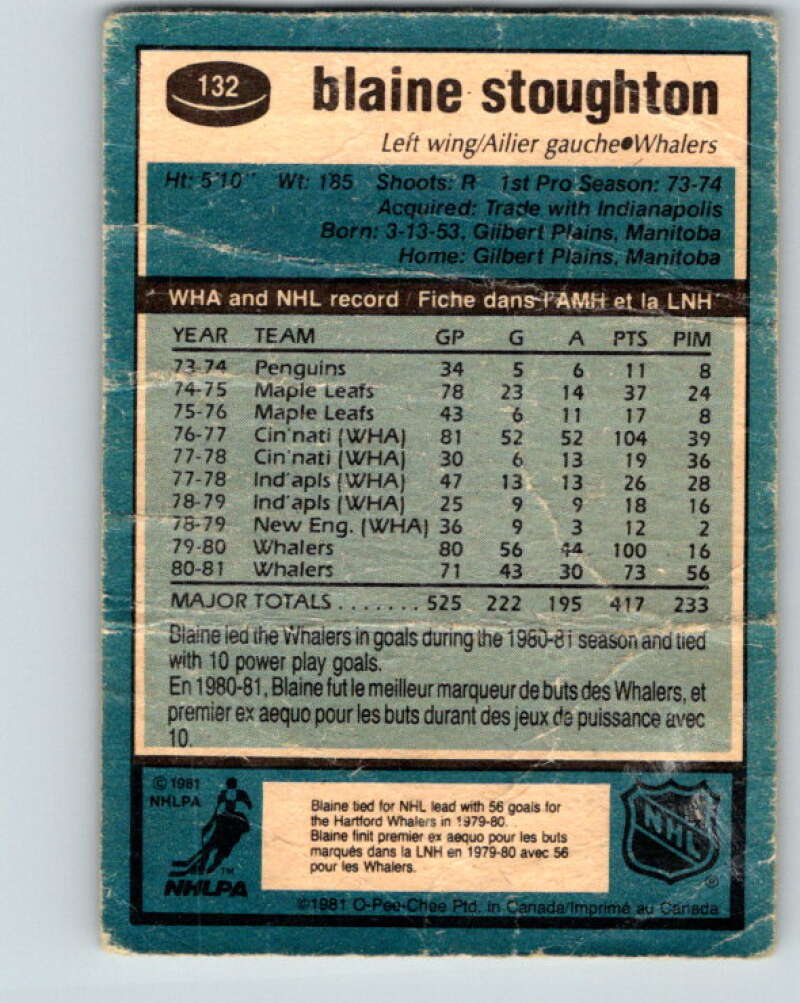 132
blaine stoughton
Left wing/Ailier gauche•Whalers
Ht: 5'10" Wt: 185 Shoots: R 1st Pro Season: 73-74
Acquired: Trade with Indianapolis
Born: 3-13-53, Gilbert Plains, Manitoba
Home: Gilbert Plains, Manitoba
WHA and NHL record / Fiche dans l'AMH et la LNH
YEAR TEAM GP G A PTS PIM
73-74 Penguins 34 5 6 11 8
74-75 Maple Leafs 78 23 14 37 24
75-76 Maple Leafs 43 6 11 17 8
76-77 Cin'nati (WHA) 81 52 52 104 39
77-78 Cin'nati (WHA) 30 6 13 19 36
77-78 Ind'apls (WHA) 47 13 13 26 28
78-79 Ind'apls (WHA) 25 9 9 18 16
78-79 New Eng. (WHA) 36 9 3 12 2
79-80 Whalers 80 56 44 100 16
80-81 Whalers 71 43 30 73 56
MAJOR TOTALS ....... 525 222 195 417 233
Blaine led the Whalers in goals during the 1980-81 season and tied
with 10 power play goals.
En 1980-81, Blaine fut le meilleur marqueur de buts des Whalers, et
premier ex aequo pour les buts durant des jeux de puissance avec
10.
© 1981
NHLPA
TM
NHLPA
Blaine tied for NHL lead with 56 goals for
the Hartford Whalers in 1979-80.
Blaine finit premier ex aequo pour les buts
marqués dans la LNH en 1979-80 avec 56
pour les Whalers.
NHL
®
©1981 O-Pee-Chee Ptd. in Canada/Imprimé au Canada